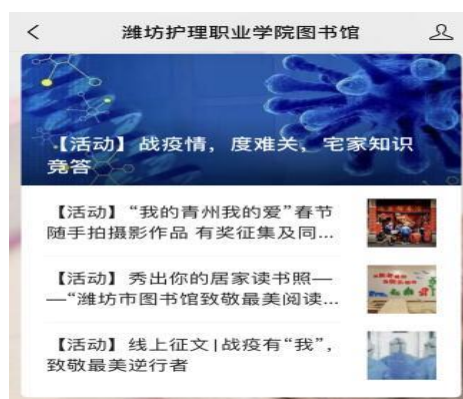 潍坊护理职业学院图书馆
【活动】战疫情，度难关，宅家知识
竞答
【活动】“我的青州我的爱”春节
随手拍摄影作品 有奖征集及同...
【活动】秀出你的居家读书照—
—“潍坊市图书馆致敬最美阅读...
【活动】线上征文|战疫有“我”，
致敬最美逆行者